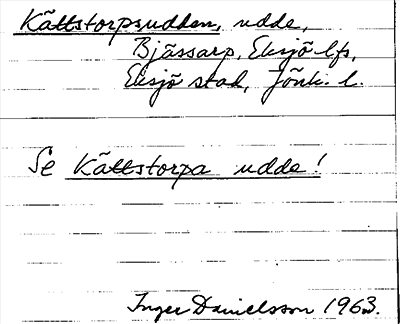 Kättstorpsudden, udde,
Bjässarp, Eksjö lfs,
Eksjö stad, Jönk. l.
Se Kättstorpa udde!
Inger Danielsson 1963.